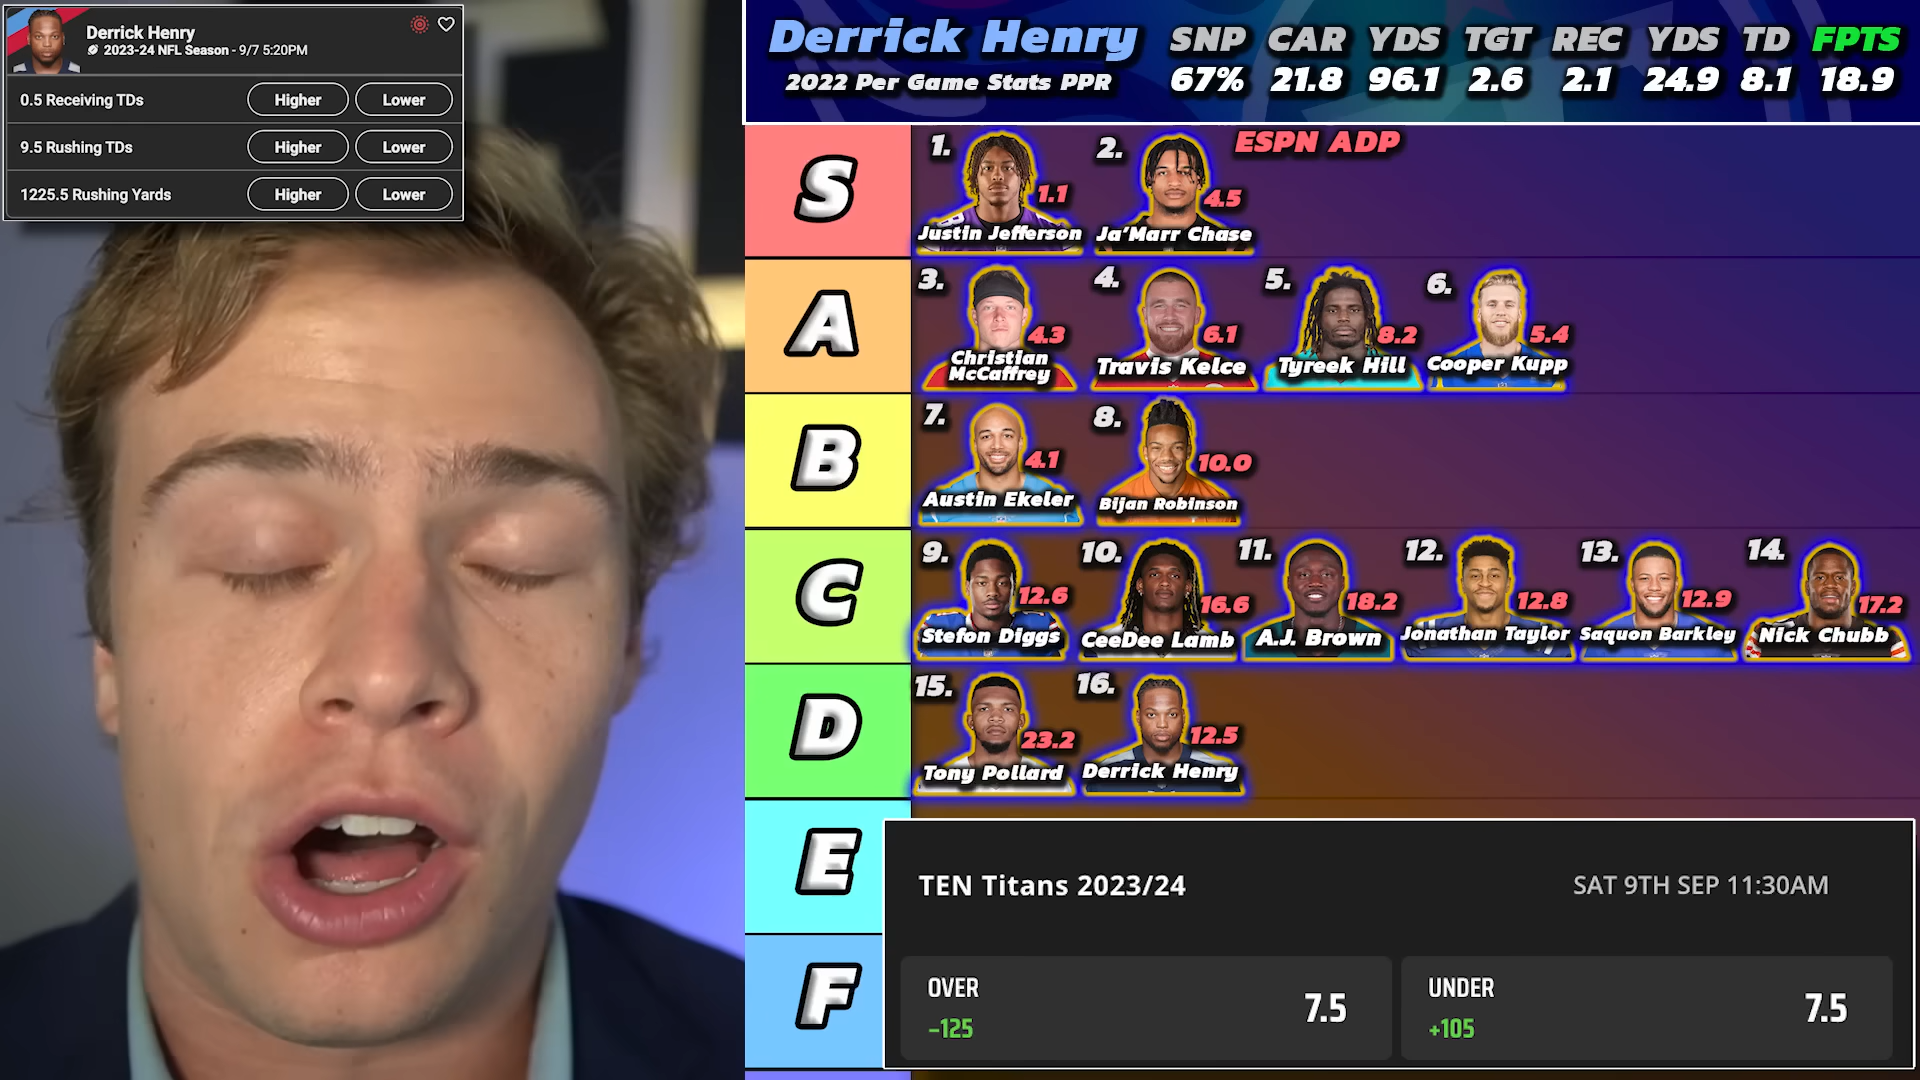 Derrick Henry
2023-24 NFL Season - 9/7 5:20PM
0.5 Receiving TDs Higher Lower
9.5 Rushing TDs Higher Lower
1225.5 Rushing Yards Higher Lower
Derrick Henry SNP CAR YDS TGT REC YDS TD FPTS
2022 Per Game Stats PPR 67% 21.8 96.1 2.6 2.1 24.9 8.1 18.9
ESPN ADP
S
1. 1.1 Justin Jefferson
2. 4.5 Ja'Marr Chase
A
3. 4.3 Christian
McCaffrey
4. 6.1 Travis Kelce
5. 8.2 Tyreek Hill
6. 5.4 Cooper Kupp
B
7. 4.1 Austin Ekeler
8. 10.0 Bijan Robinson
C
9. 12.6 Stefon Diggs
10. 16.6 CeeDee Lamb
11. 18.2 A.J. Brown
12. 12.8 Jonathan Taylor
13. 12.9 Saquon Barkley
14. 17.2 Nick Chubb
D
15. 23.2 Tony Pollard
16. 12.5 Derrick Henry
E
F
TEN Titans 2023/24 SAT 9TH SEP 11:30AM
OVER 7.5 UNDER 7.5
-125 +105